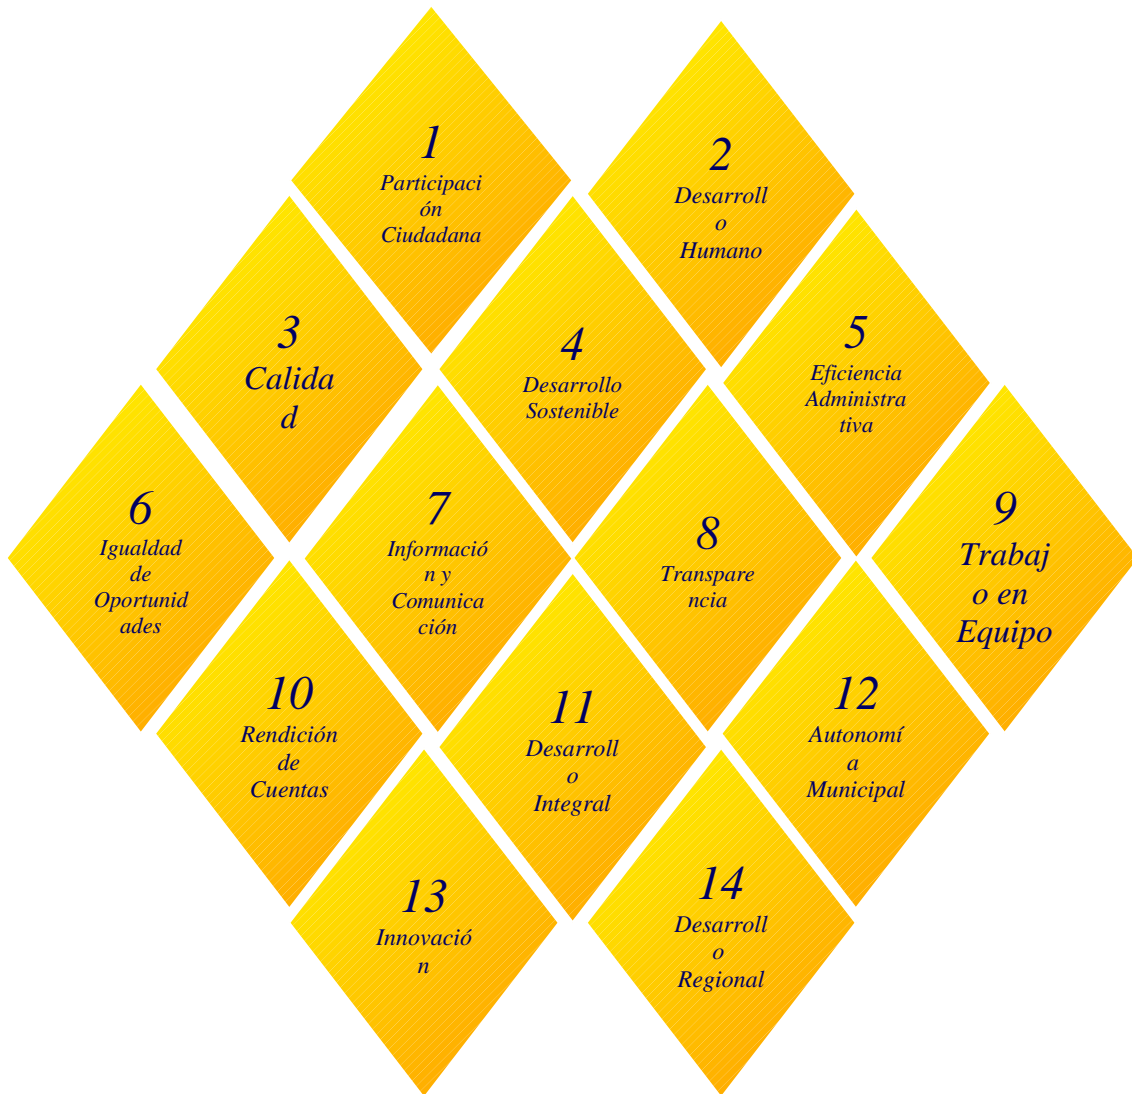 1
Participaci
ón
Ciudadana
2
Desarroll
o
Humano
3
Calida
d
4
Desarrollo
Sostenible
5
Eficiencia
Administra
tiva
6
Igualdad
de
Oportunid
ades
7
Informació
n y
Comunica
ción
8
Transpare
ncia
9
Trabaj
o en
Equipo
10
Rendición
de
Cuentas
11
Desarroll
o
Integral
12
Autonomí
a
Municipal
13
Innovació
n
14
Desarroll
o
Regional